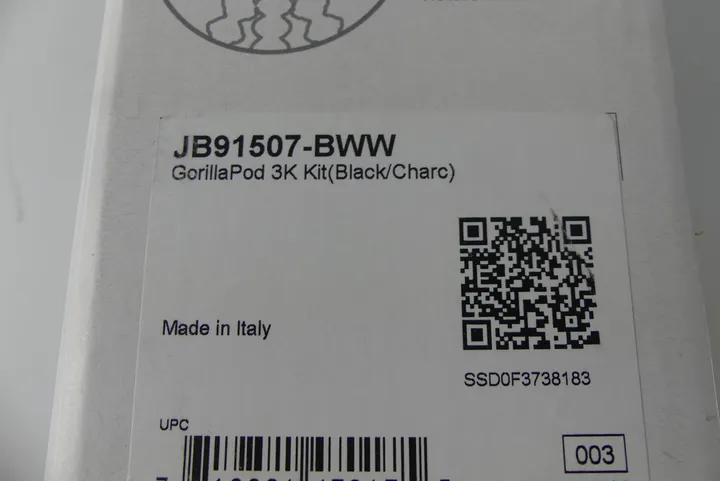 JB91507-BWW
GorillaPod 3K Kit(Black/Charc)
Made in Italy
SSD0F3738183
UPC
003